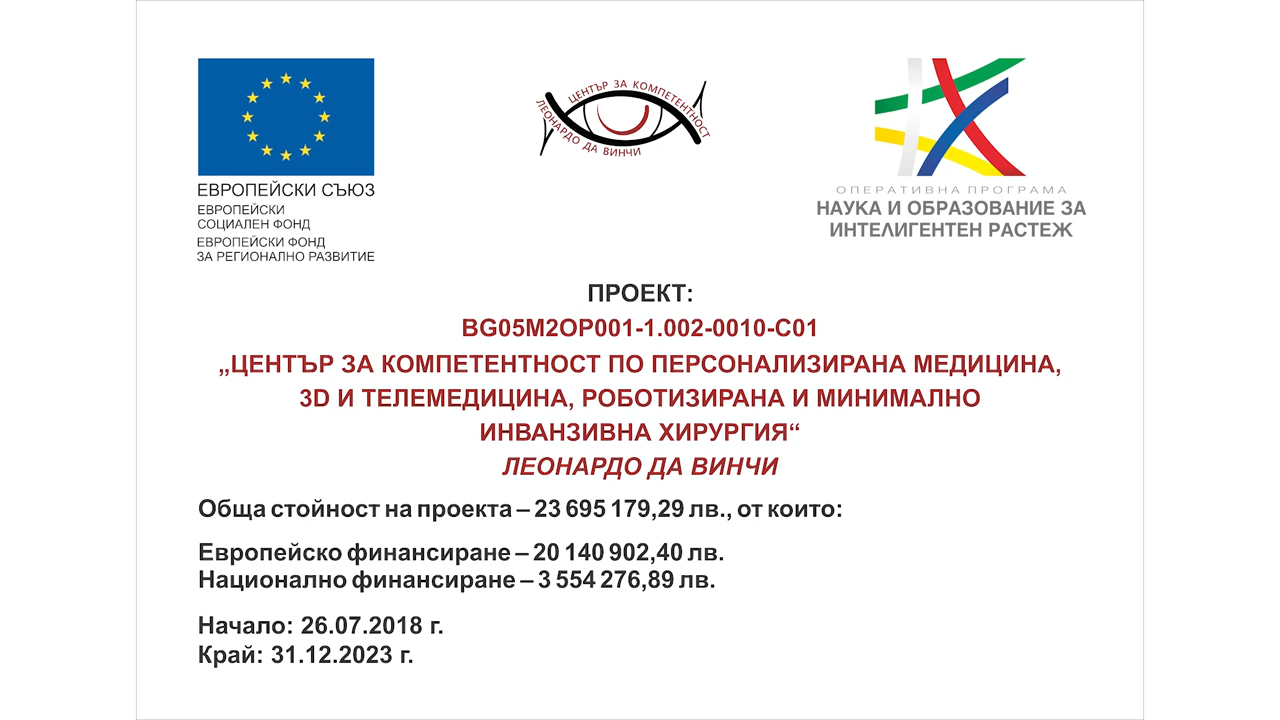 ЕВРОПЕЙСКИ СЪЮЗ
ЕВРОПЕЙСКИ
СОЦИАЛЕН ФОНД
ЕВРОПЕЙСКИ ФОНД
ЗА РЕГИОНАЛНО РАЗВИТИЕ
ЦЕНТЪР ЗА КОМПЕТЕНТНОСТ
ЛЕОНАРДО ДА ВИНЧИ
ОПЕРАТИВНА ПРОГРАМА
НАУКА И ОБРАЗОВАНИЕ ЗА
ИНТЕЛИГЕНТЕН РАСТЕЖ
ПРОЕКТ:
BG05M2OP001-1.002-0010-C01
„ЦЕНТЪР ЗА КОМПЕТЕНТНОСТ ПО ПЕРСОНАЛИЗИРАНА МЕДИЦИНА,
3D И ТЕЛЕМЕДИЦИНА, РОБОТИЗИРАНА И МИНИМАЛНО
ИНВАНЗИВНА ХИРУРГИЯ“
ЛЕОНАРДО ДА ВИНЧИ
Обща стойност на проекта – 23 695 179,29 лв., от които:
Европейско финансиране – 20 140 902,40 лв.
Национално финансиране – 3 554 276,89 лв.
Начало: 26.07.2018 г.
Край: 31.12.2023 г.